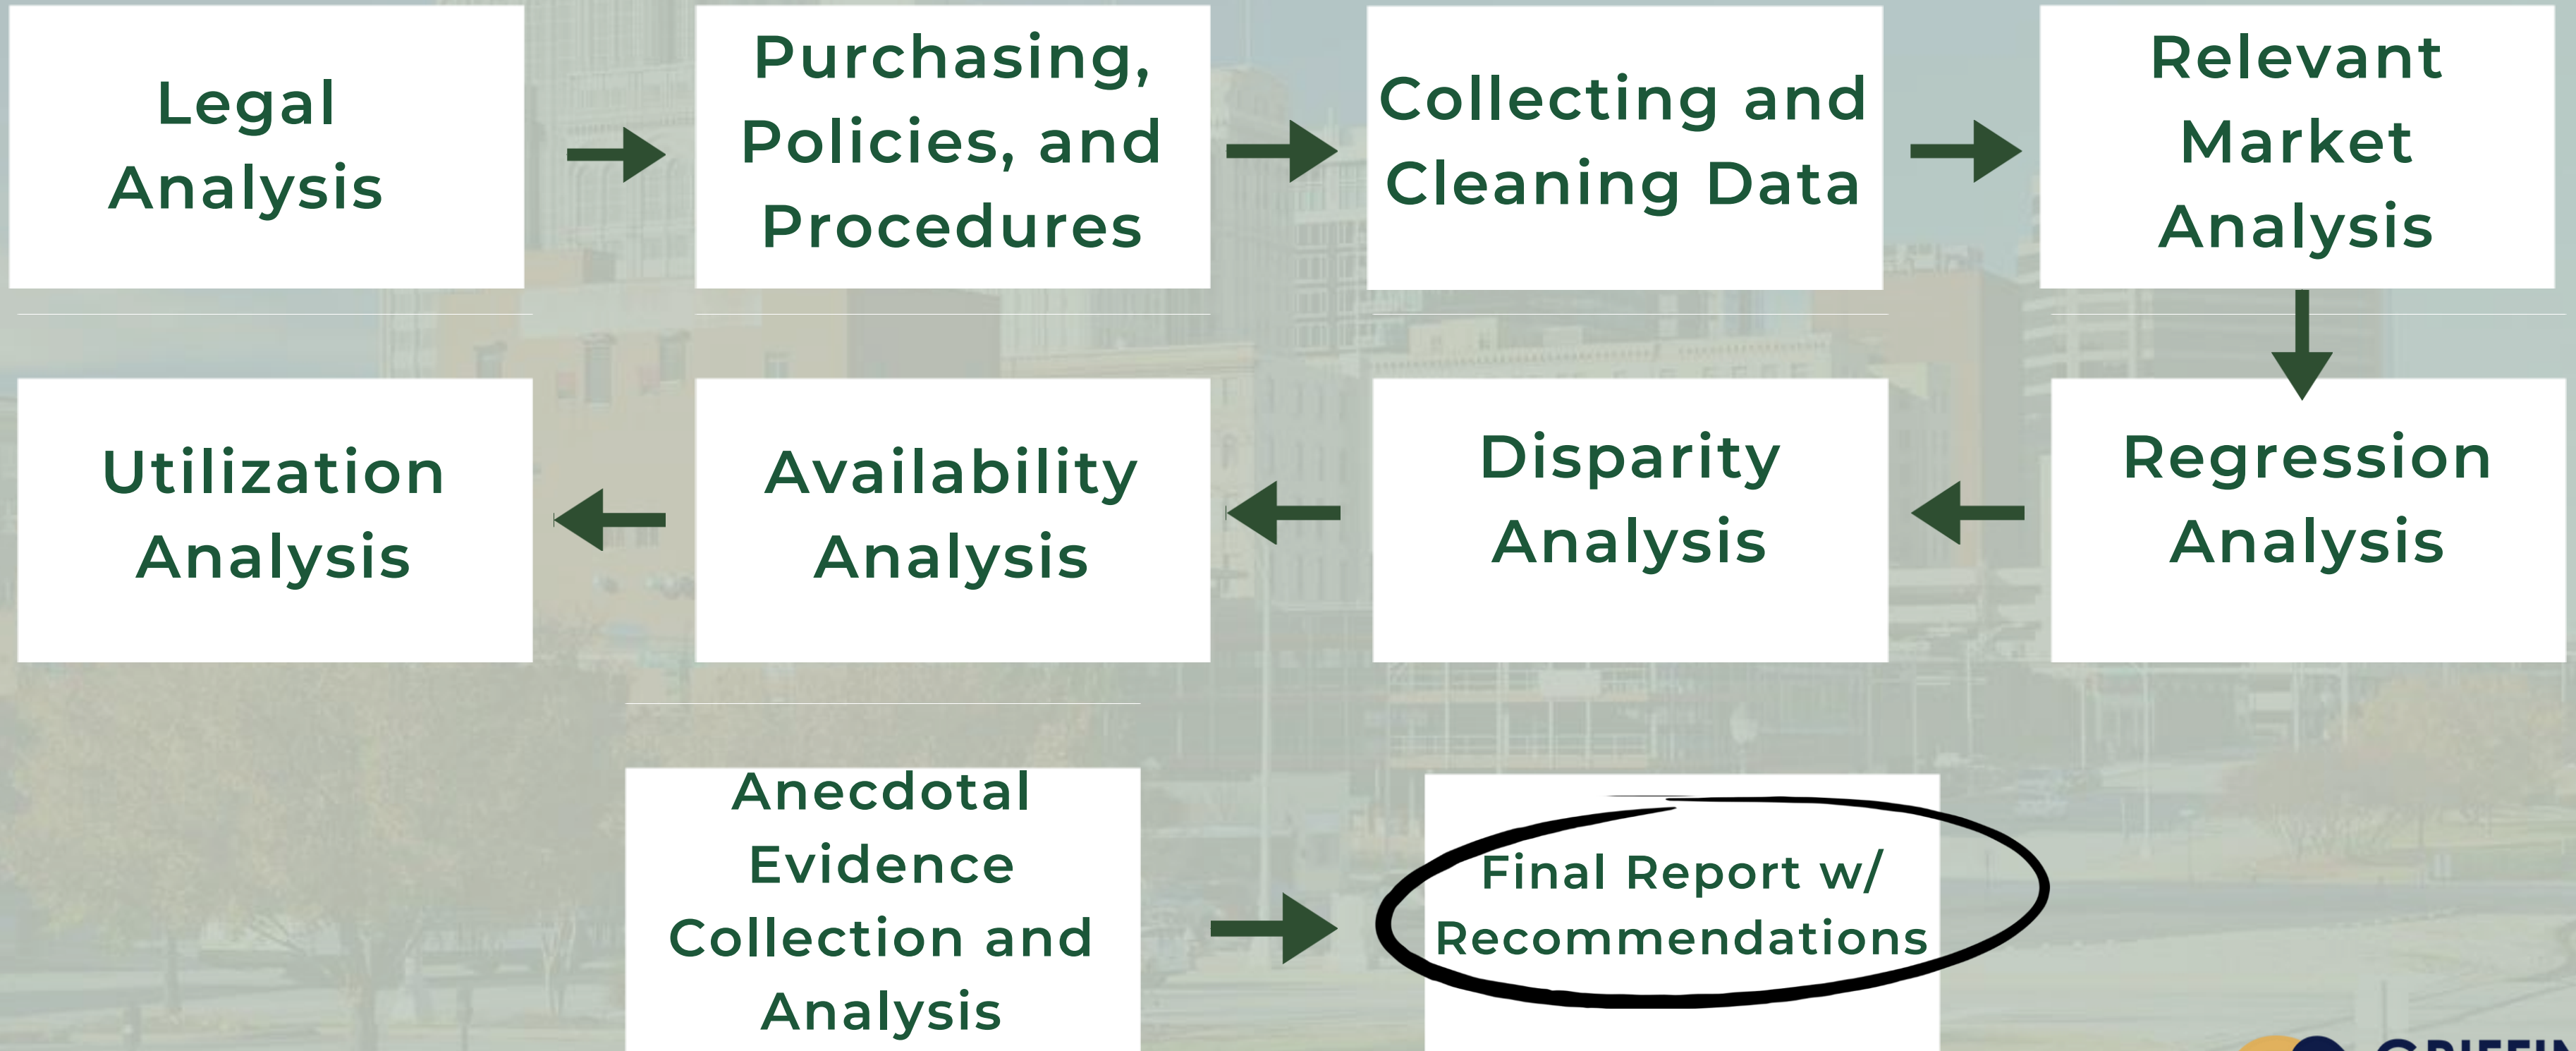 Legal
Analysis
Purchasing,
Policies, and
Procedures
Collecting and
Cleaning Data
Relevant
Market
Analysis
Regression
Analysis
Disparity
Analysis
Availability
Analysis
Utilization
Analysis
Anecdotal
Evidence
Collection and
Analysis
Final Report w/
Recommendations
GRIFFIN